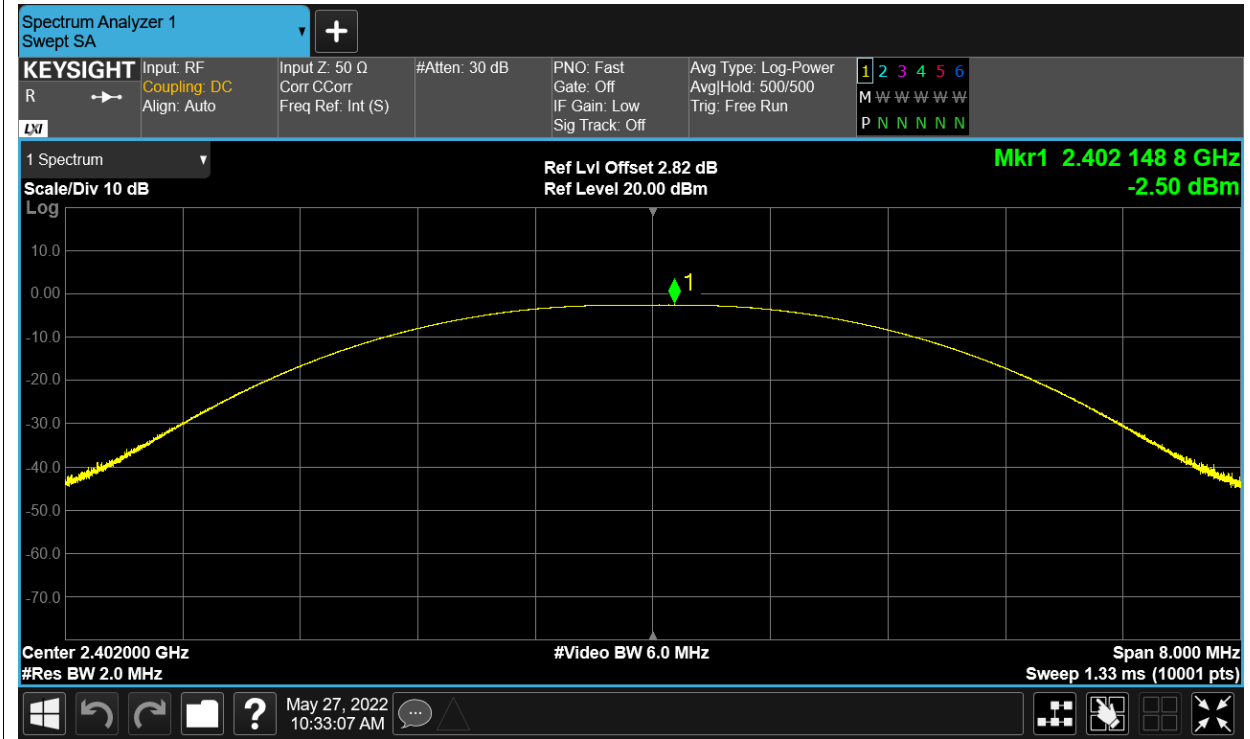 Spectrum Analyzer 1
Swept SA
KEYSIGHT
R
LXI
Input: RF
Coupling: DC
Align: Auto
Input Z: 50 Ω
Corr CCorr
Freq Ref: Int (S)
#Atten: 30 dB
PNO: Fast
Gate: Off
IF Gain: Low
Sig Track: Off
Avg Type: Log-Power
Avg|Hold: 500/500
Trig: Free Run
1 2 3 4 5 6
M W W W W W
P N N N N N
1 Spectrum
Scale/Div 10 dB
Ref Lvl Offset 2.82 dB
Ref Level 20.00 dBm
Mkr1 2.402 148 8 GHz
-2.50 dBm
Log
10.0
0.00
-10.0
-20.0
-30.0
-40.0
-50.0
-60.0
-70.0
1
Center 2.402000 GHz
#Res BW 2.0 MHz
#Video BW 6.0 MHz
Span 8.000 MHz
Sweep 1.33 ms (10001 pts)
?
May 27, 2022
10:33:07 AM